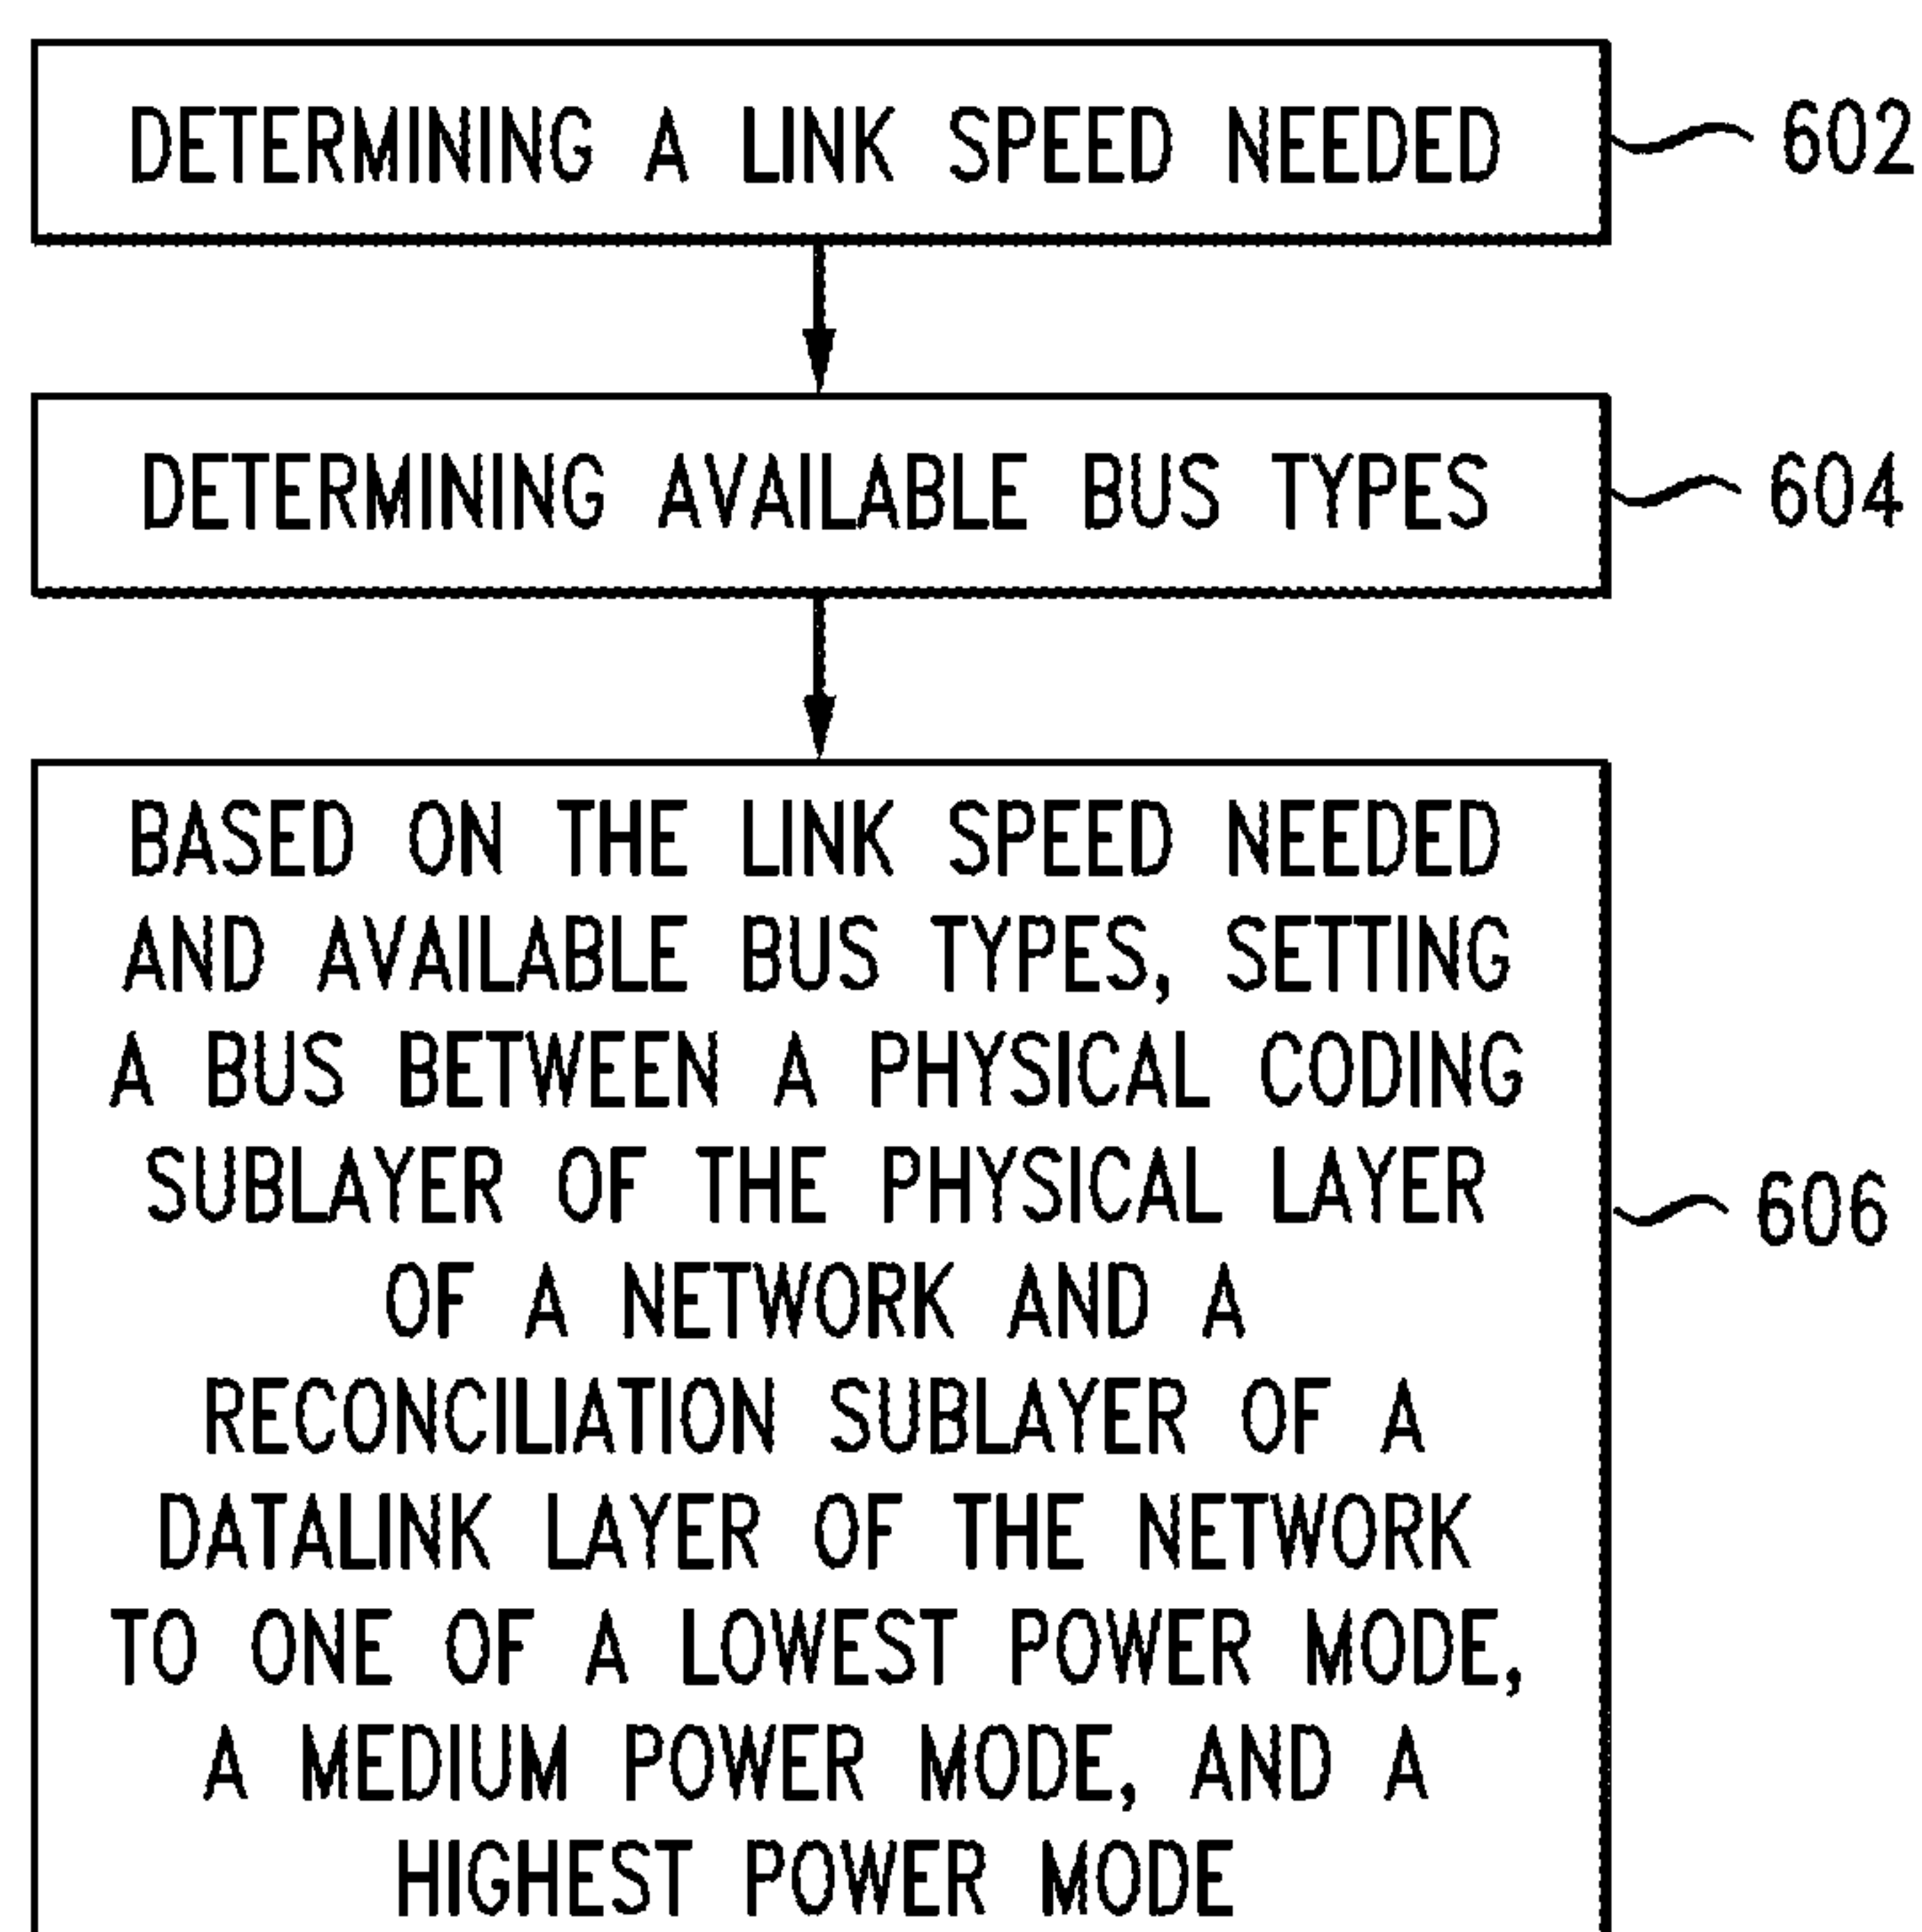 DETERMINING A LINK SPEED NEEDED
602
DETERMINING AVAILABLE BUS TYPES
604
BASED ON THE LINK SPEED NEEDED
AND AVAILABLE BUS TYPES, SETTING
A BUS BETWEEN A PHYSICAL CODING
SUBLAYER OF THE PHYSICAL LAYER
OF A NETWORK AND A
RECONCILIATION SUBLAYER OF A
DATALINK LAYER OF THE NETWORK
TO ONE OF A LOWEST POWER MODE,
A MEDIUM POWER MODE, AND A
HIGHEST POWER MODE
606